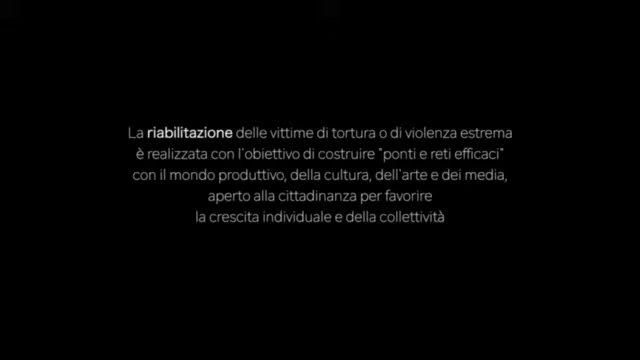 La riabilitazione delle vittime di tortura o di violenza estrema
è realizzata con l'obiettivo di costruire "ponti e reti efficaci"
con il mondo produttivo, della cultura, dell'arte e dei media,
aperto alla cittadinanza per favorire
la crescita individuale e della collettività